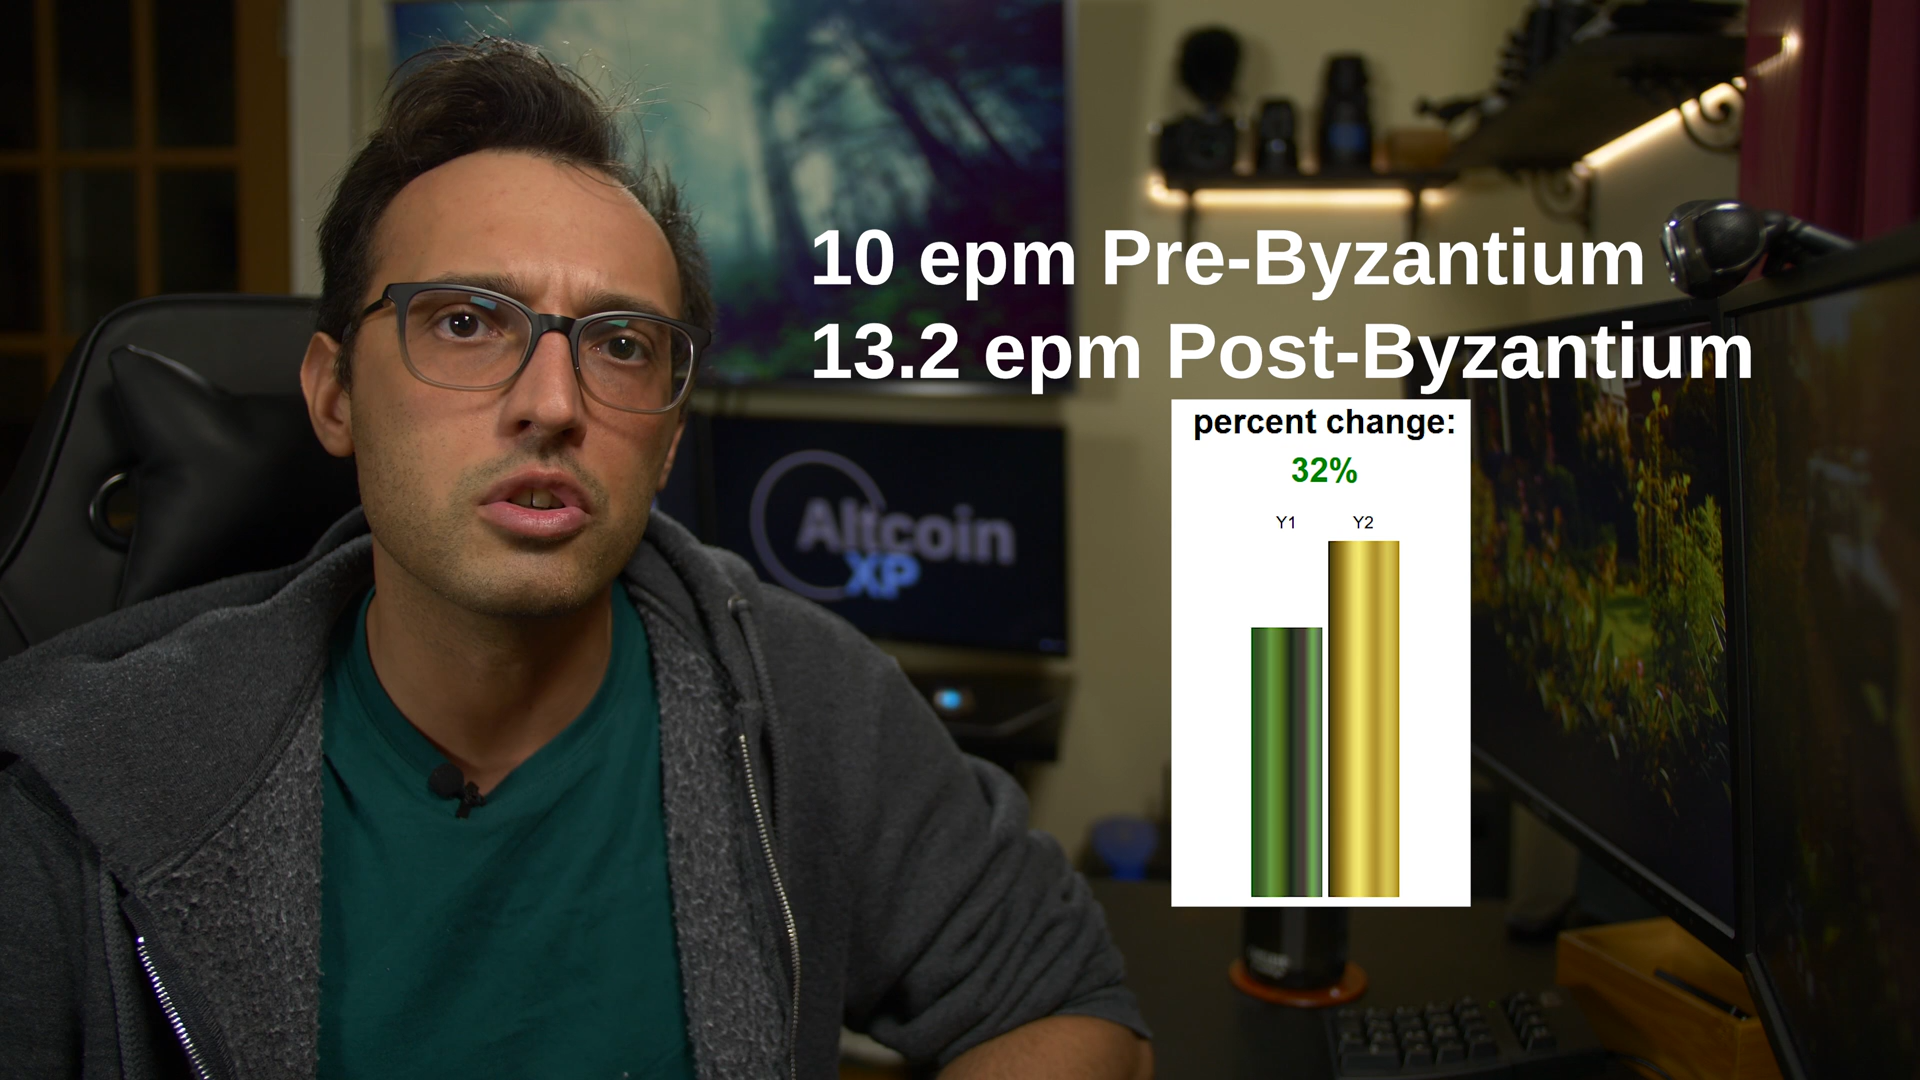 10 epm Pre-Byzantium
13.2 epm Post-Byzantium
percent change:
32%
Y1 Y2
Altcoin
XP